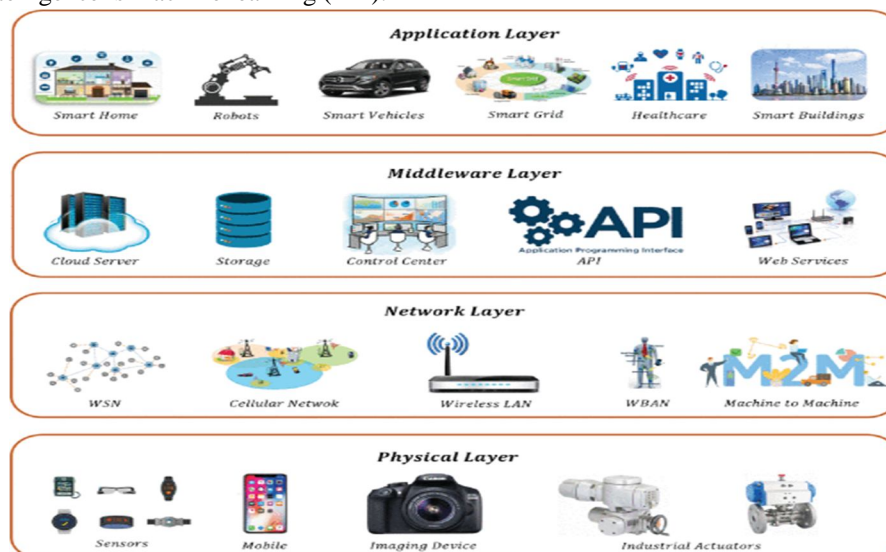 Application Layer
Smart Home Robots Smart Vehicles Smart Grid Healthcare Smart Buildings
Middleware Layer
API
Application Programming Interface
Cloud Server Storage Control Center API Web Services
Network Layer
M2M
WSN Cellular Netwok Wireless LAN WBAN Machine to Machine
Physical Layer
Canon
Sensors Mobile Imaging Device Industrial Actuators